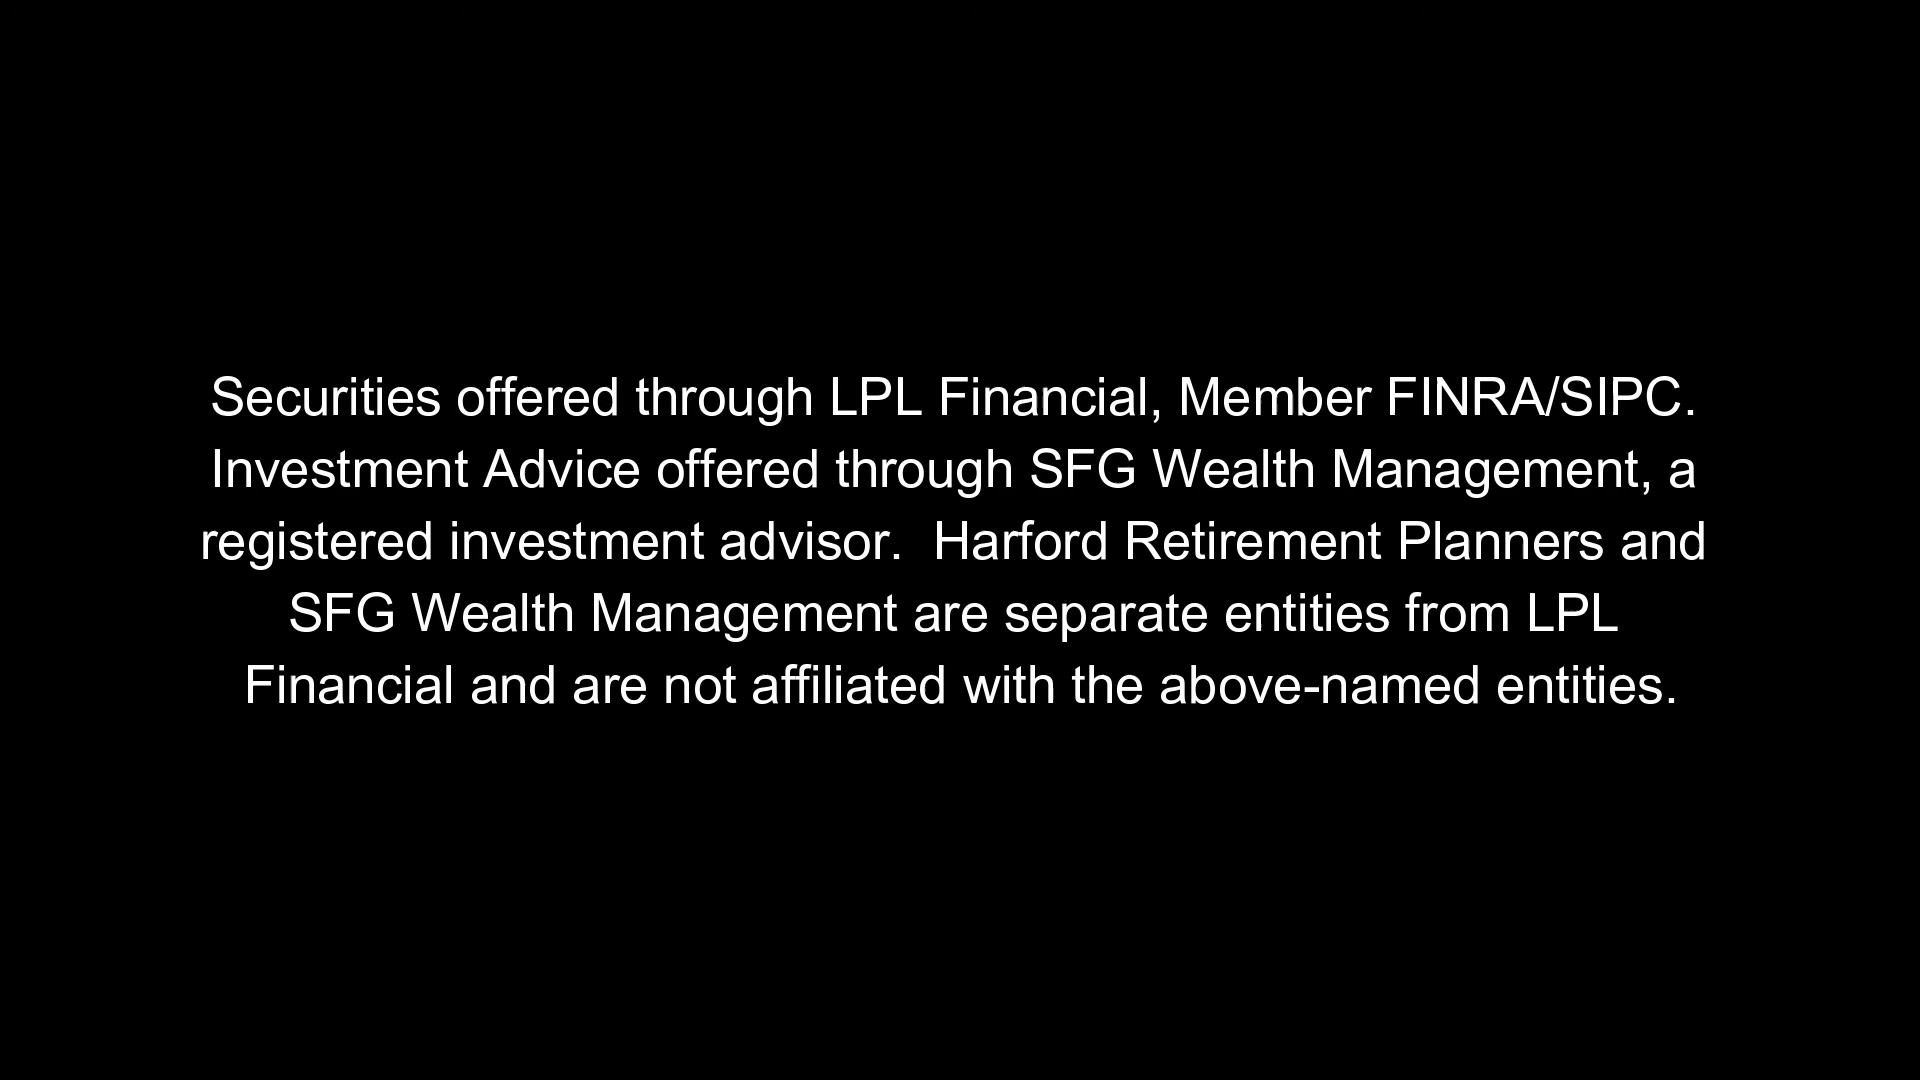 Securities offered through LPL Financial, Member FINRA/SIPC.
Investment Advice offered through SFG Wealth Management, a
registered investment advisor.  Harford Retirement Planners and
SFG Wealth Management are separate entities from LPL
Financial and are not affiliated with the above-named entities.